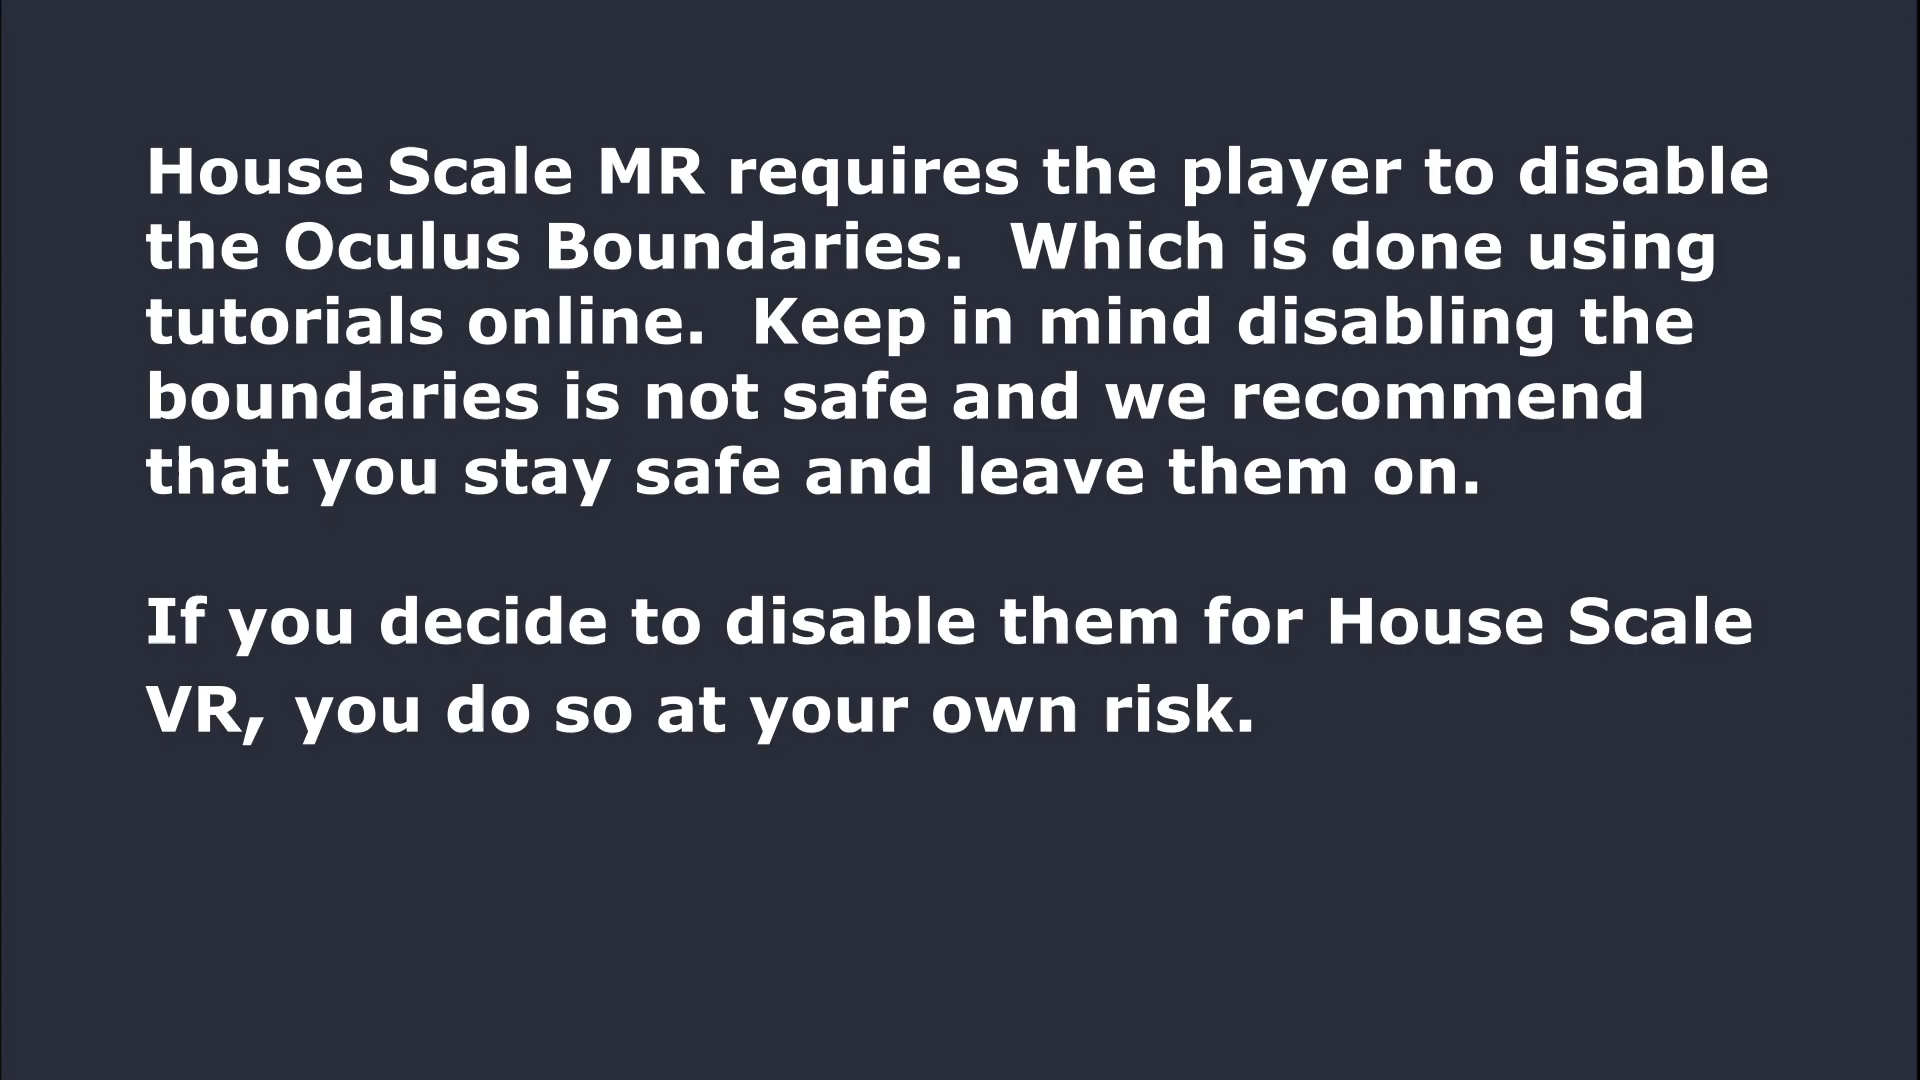 House Scale MR requires the player to disable
the Oculus Boundaries.  Which is done using
tutorials online.  Keep in mind disabling the
boundaries is not safe and we recommend
that you stay safe and leave them on.
If you decide to disable them for House Scale
VR, you do so at your own risk.